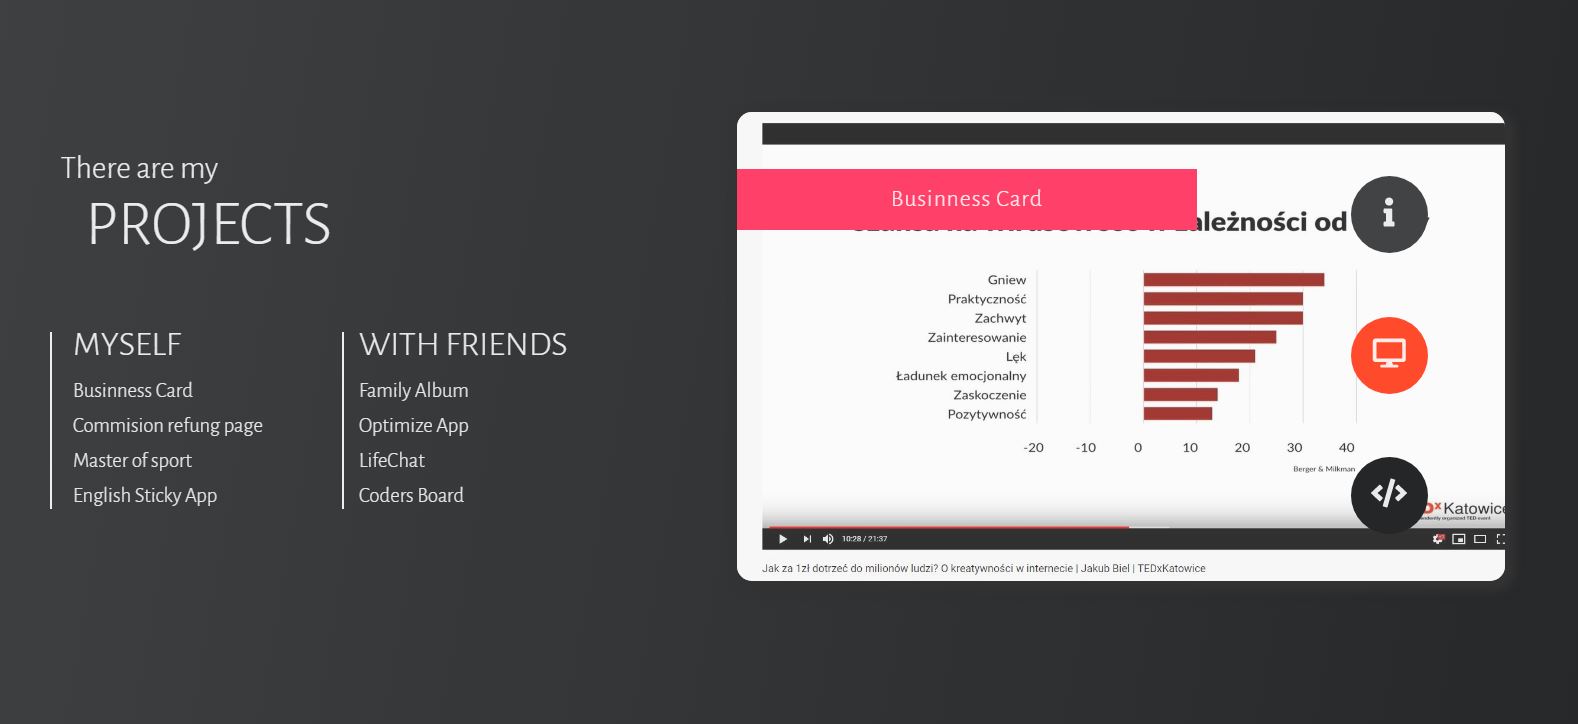 There are my
PROJECTS
MYSELF
Businness Card
Commision refung page
Master of sport
English Sticky App
WITH FRIENDS
Family Album
Optimize App
LifeChat
Coders Board
Businness Card
zależności od
Gniew
Praktyczność
Zachwyt
Zainteresowanie
Lęk
Ładunek emocjonalny
Zaskoczenie
Pozytywność
-20 -10 0 10 20 30 40
Berger & Milkman
x Katowice
TED event
10:28 / 21:37
Jak za 1zł dotrzeć do milionów ludzi? O kreatywności w internecie | Jakub Biel | TEDxKatowice